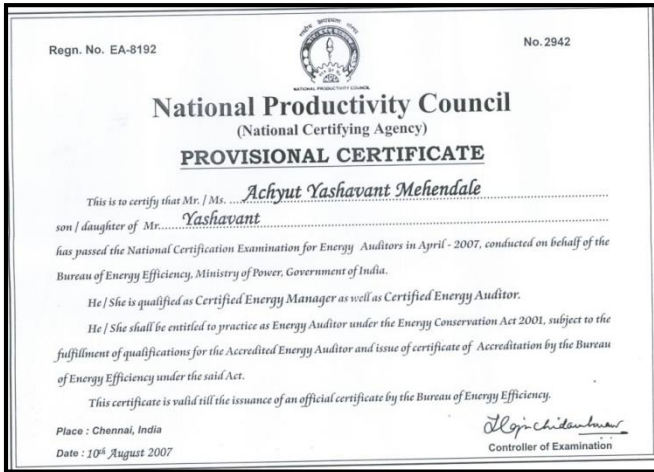 Regn. No. EA-8192
No. 2942
NATIONAL PRODUCTIVITY COUNCIL
National Productivity Council
(National Certifying Agency)
PROVISIONAL CERTIFICATE
This is to certify that Mr. / Ms. ....Achyut Yashavant Mehendale
son / daughter of Mr.....Yashavant
has passed the National Certification Examination for Energy Auditors in April - 2007, conducted on behalf of the
Bureau of Energy Efficiency, Ministry of Power, Government of India.
He / She is qualified as Certified Energy Manager as well as Certified Energy Auditor.
He / She shall be entitled to practice as Energy Auditor under the Energy Conservation Act 2001, subject to the
fulfillment of qualifications for the Accredited Energy Auditor and issue of certificate of Accreditation by the Bureau
of Energy Efficiency under the said Act.
This certificate is valid till the issuance of an official certificate by the Bureau of Energy Efficiency.
Place : Chennai, India
Date : 10th August 2007
Controller of Examination